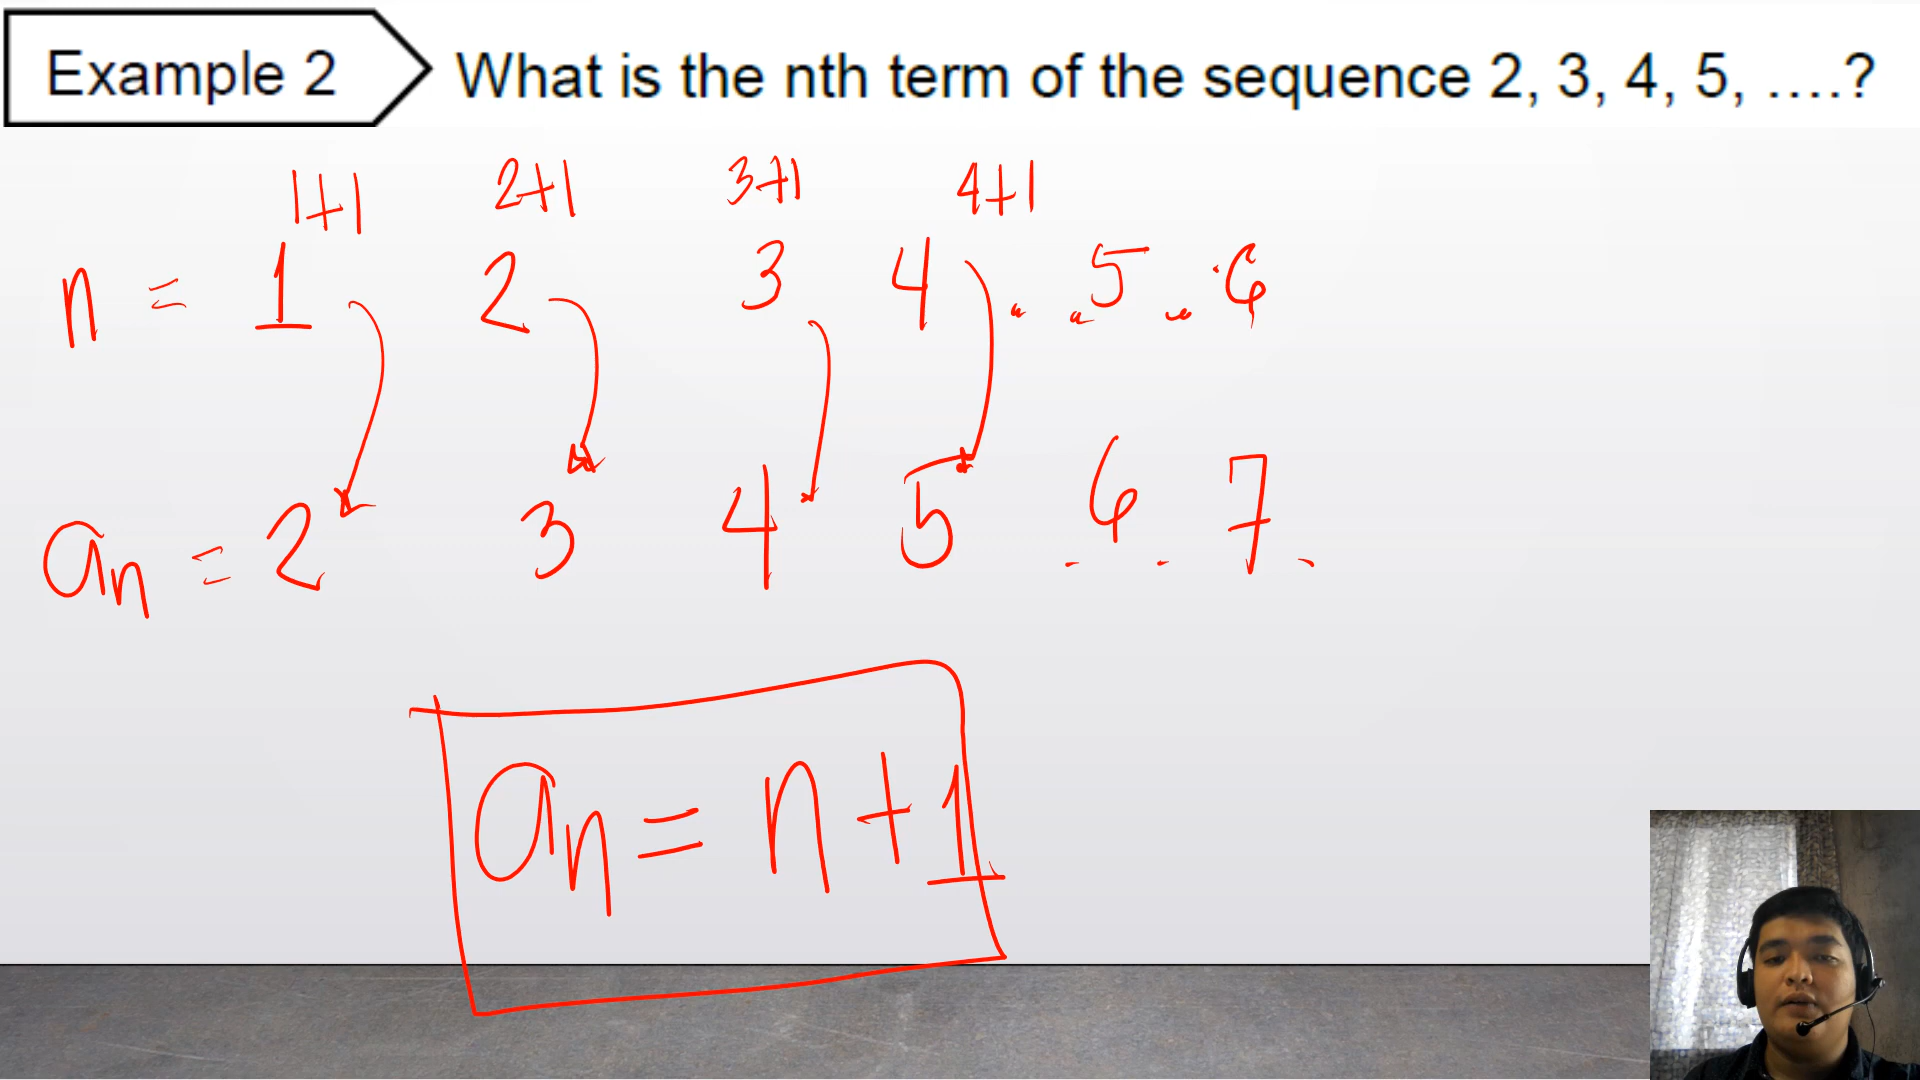 Example 2 What is the nth term of the sequence 2, 3, 4, 5, ....?
1+1 2+1 3+1 4+1
n = 1 2 3 4 . . 5 . . 6
an = 2 3 4 5 . 6 . 7 .
an = n + 1